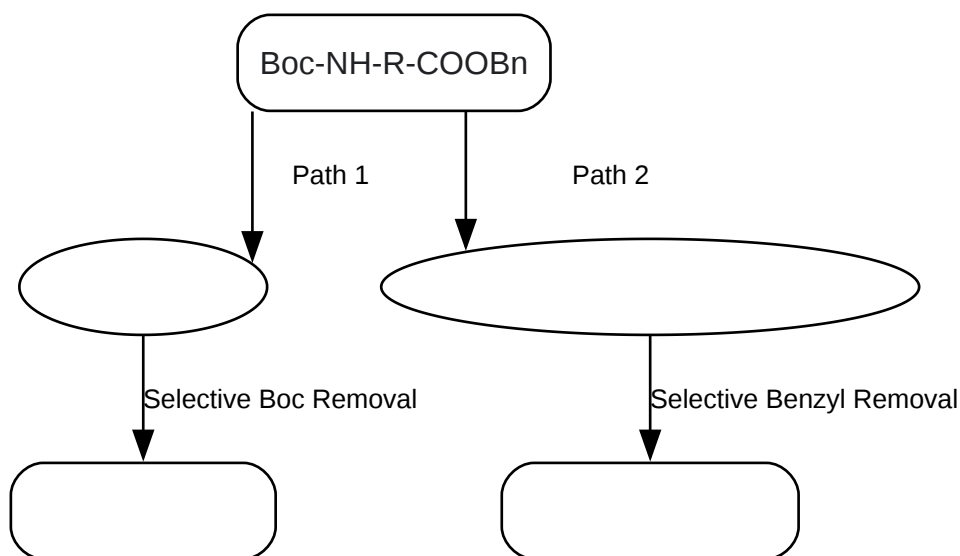 Boc-NH-R-COOBn
Path 1
Path 2
Selective Boc Removal
Selective Benzyl Removal